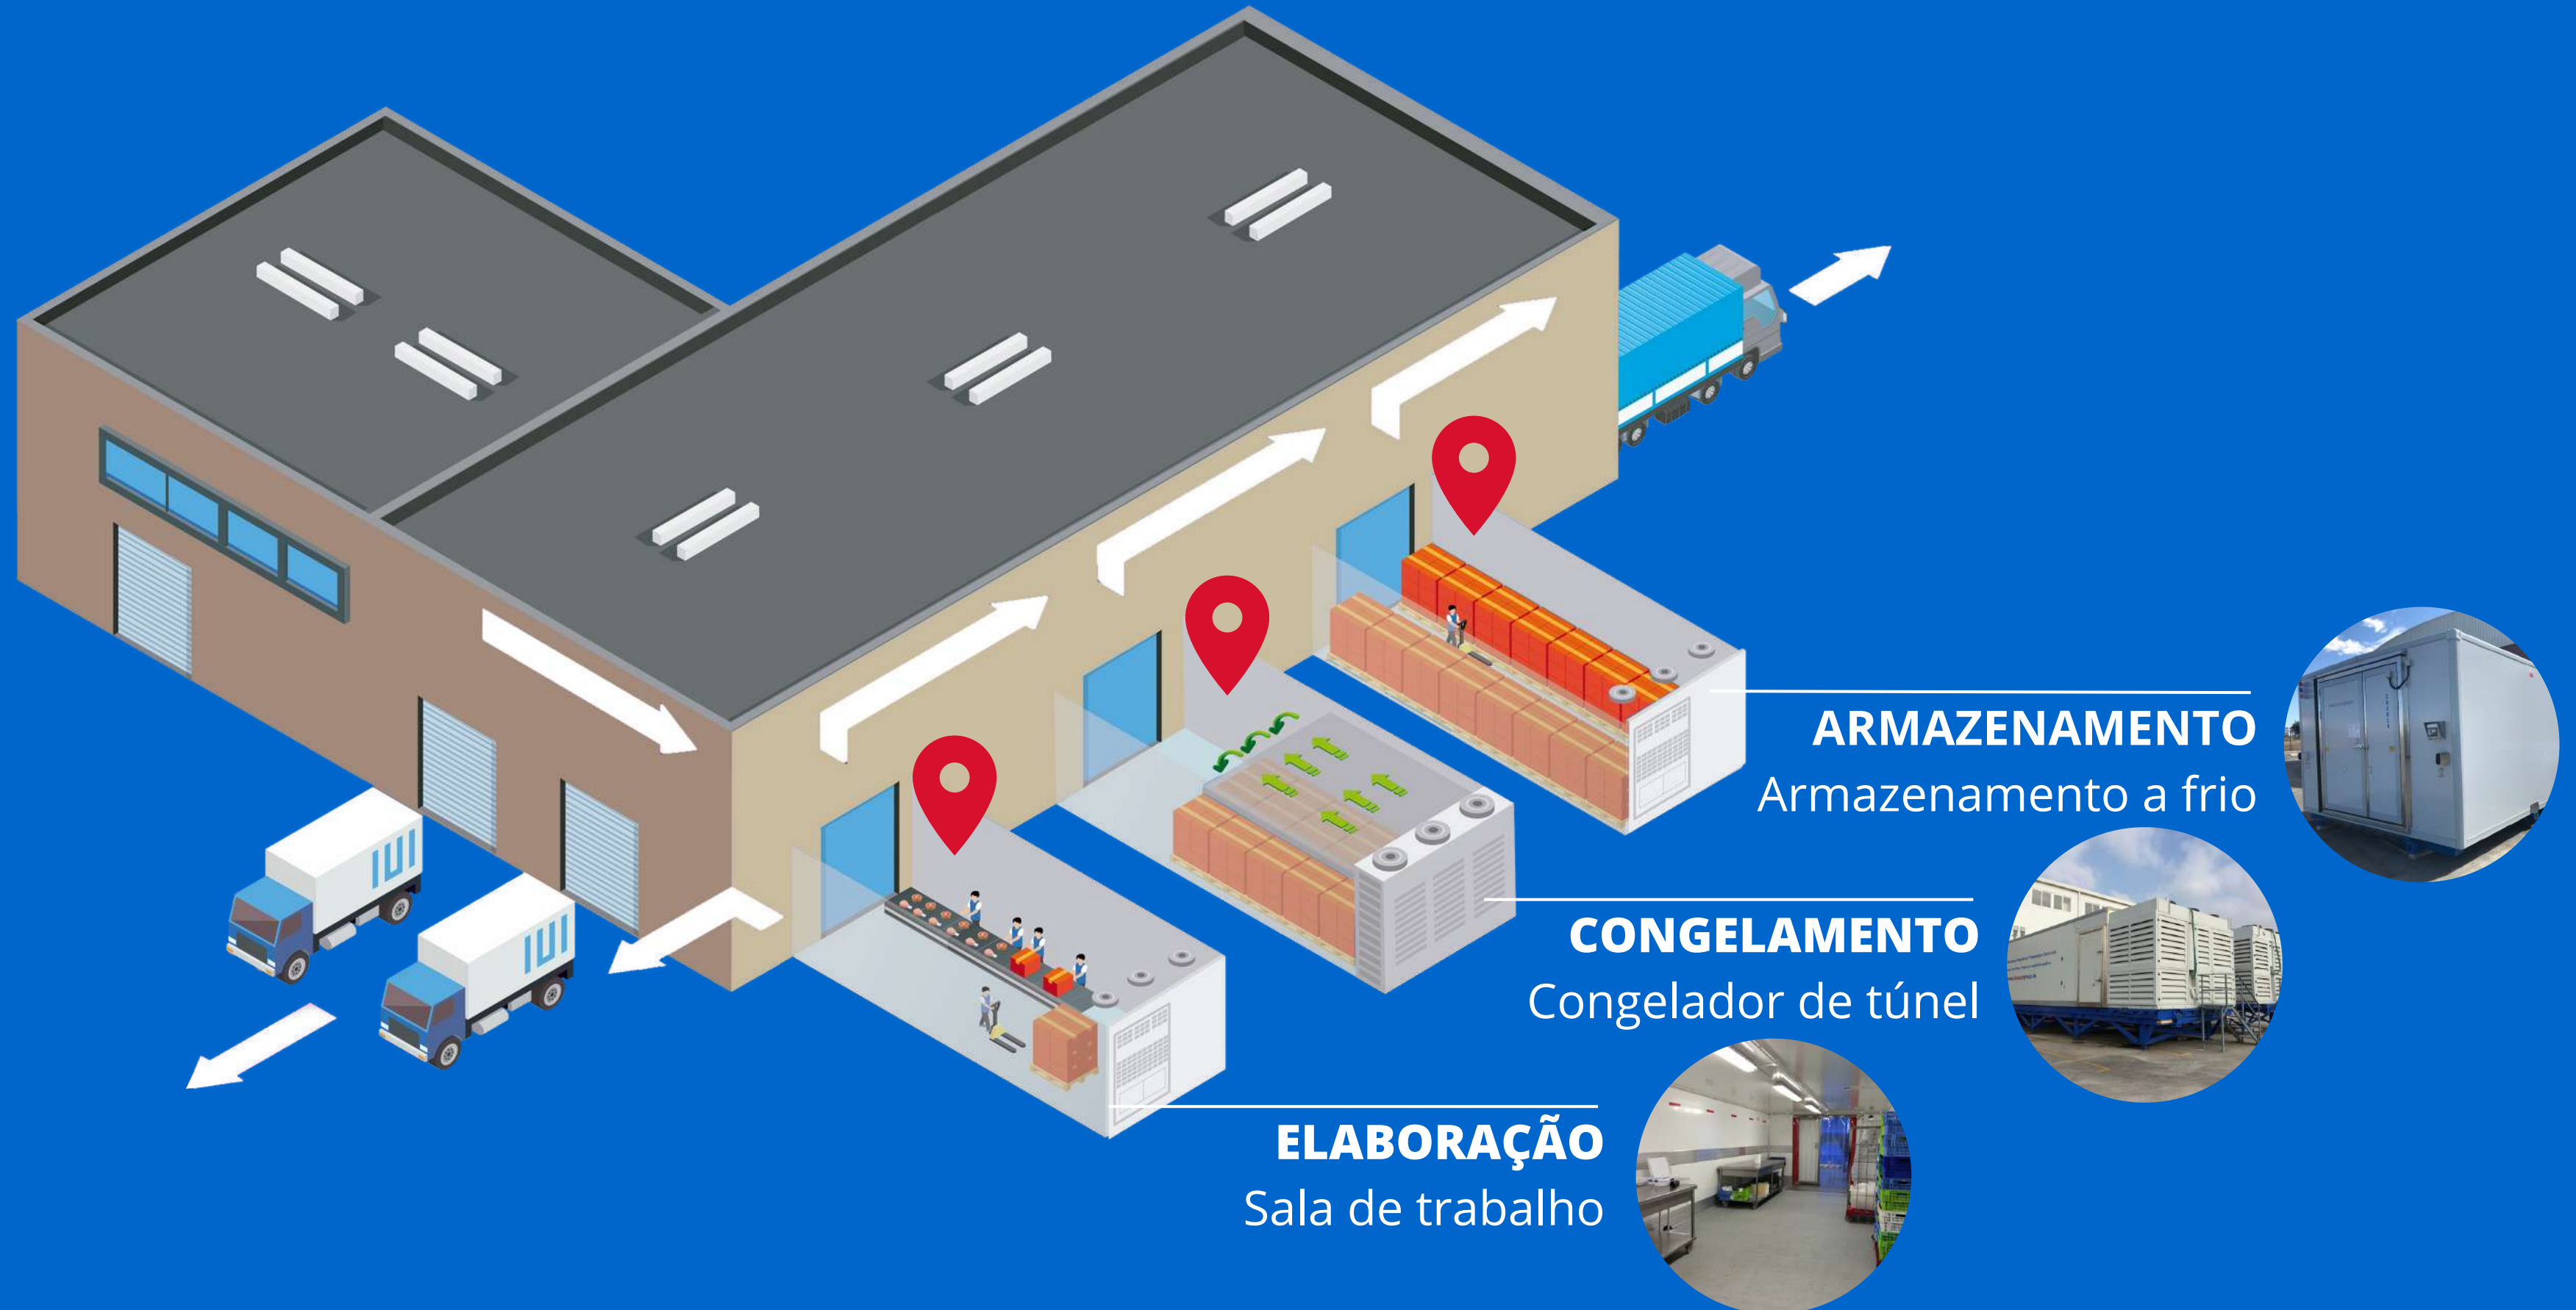 ARMAZENAMENTO
Armazenamento a frio
CONGELAMENTO
Congelador de túnel
ELABORAÇÃO
Sala de trabalho